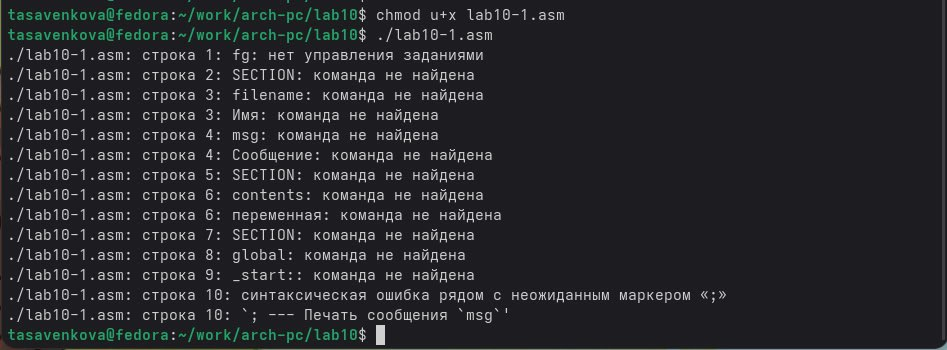 tasavenkova@fedora:~/work/arch-pc/lab10$ chmod u+x lab10-1.asm
tasavenkova@fedora:~/work/arch-pc/lab10$ ./lab10-1.asm
./lab10-1.asm: строка 1: fg: нет управления заданиями
./lab10-1.asm: строка 2: SECTION: команда не найдена
./lab10-1.asm: строка 3: filename: команда не найдена
./lab10-1.asm: строка 3: Имя: команда не найдена
./lab10-1.asm: строка 4: msg: команда не найдена
./lab10-1.asm: строка 4: Сообщение: команда не найдена
./lab10-1.asm: строка 5: SECTION: команда не найдена
./lab10-1.asm: строка 6: contents: команда не найдена
./lab10-1.asm: строка 6: переменная: команда не найдена
./lab10-1.asm: строка 7: SECTION: команда не найдена
./lab10-1.asm: строка 8: global: команда не найдена
./lab10-1.asm: строка 9: _start:: команда не найдена
./lab10-1.asm: строка 10: синтаксическая ошибка рядом с неожиданным маркером «;»
./lab10-1.asm: строка 10: `; --- Печать сообщения `msg`'
tasavenkova@fedora:~/work/arch-pc/lab10$